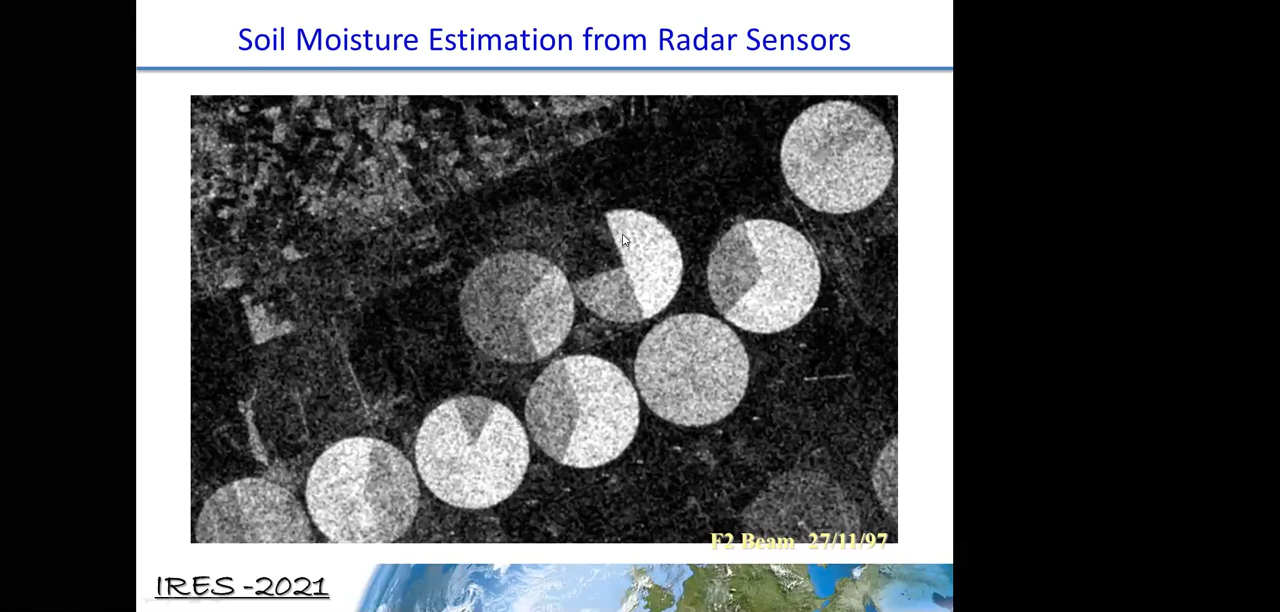 Soil Moisture Estimation from Radar Sensors
F2 Beam 27/11/97
IRES -2021